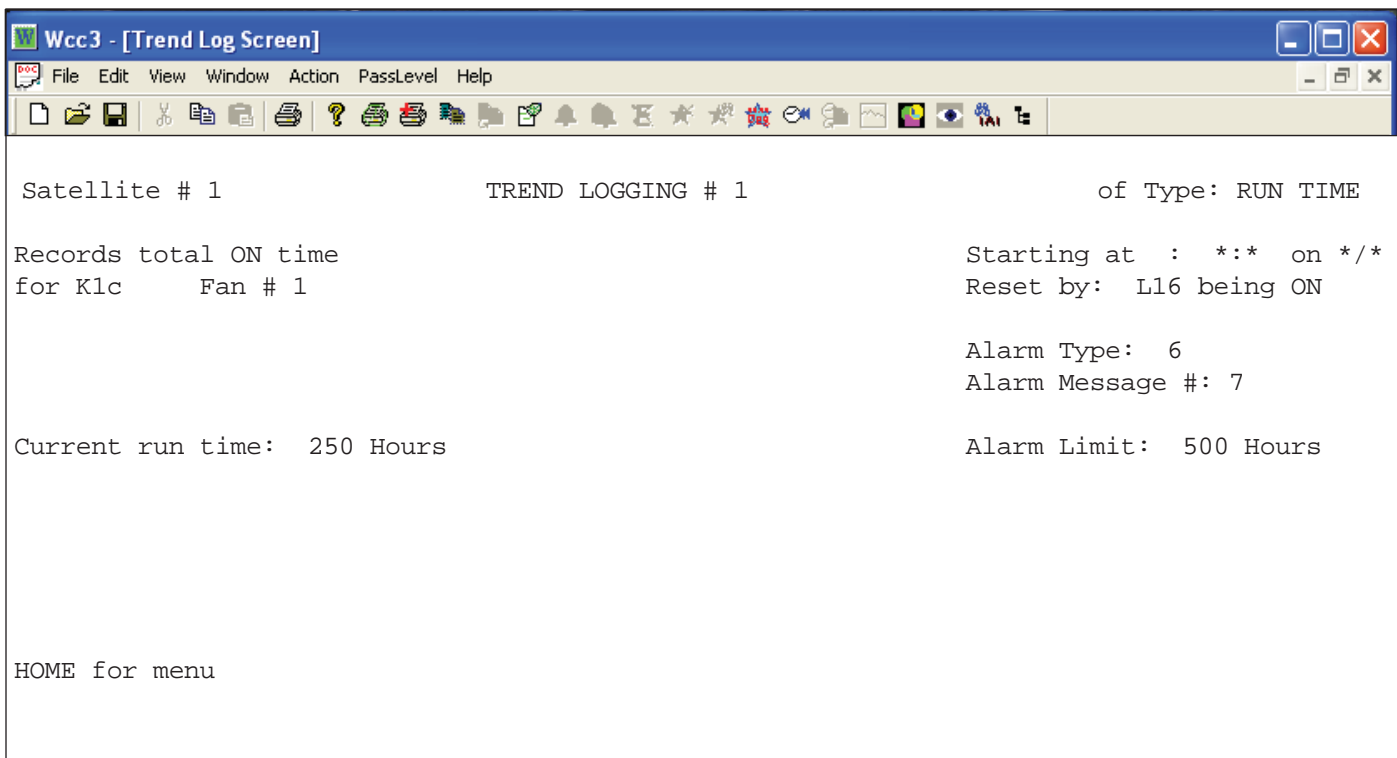 Wcc3 - [Trend Log Screen]
File Edit View Window Action PassLevel Help
Satellite # 1 TREND LOGGING # 1 of Type: RUN TIME
Records total ON time Starting at : *:* on */*
for K1c Fan # 1 Reset by: L16 being ON
Alarm Type: 6
Alarm Message #: 7
Current run time: 250 Hours Alarm Limit: 500 Hours
HOME for menu